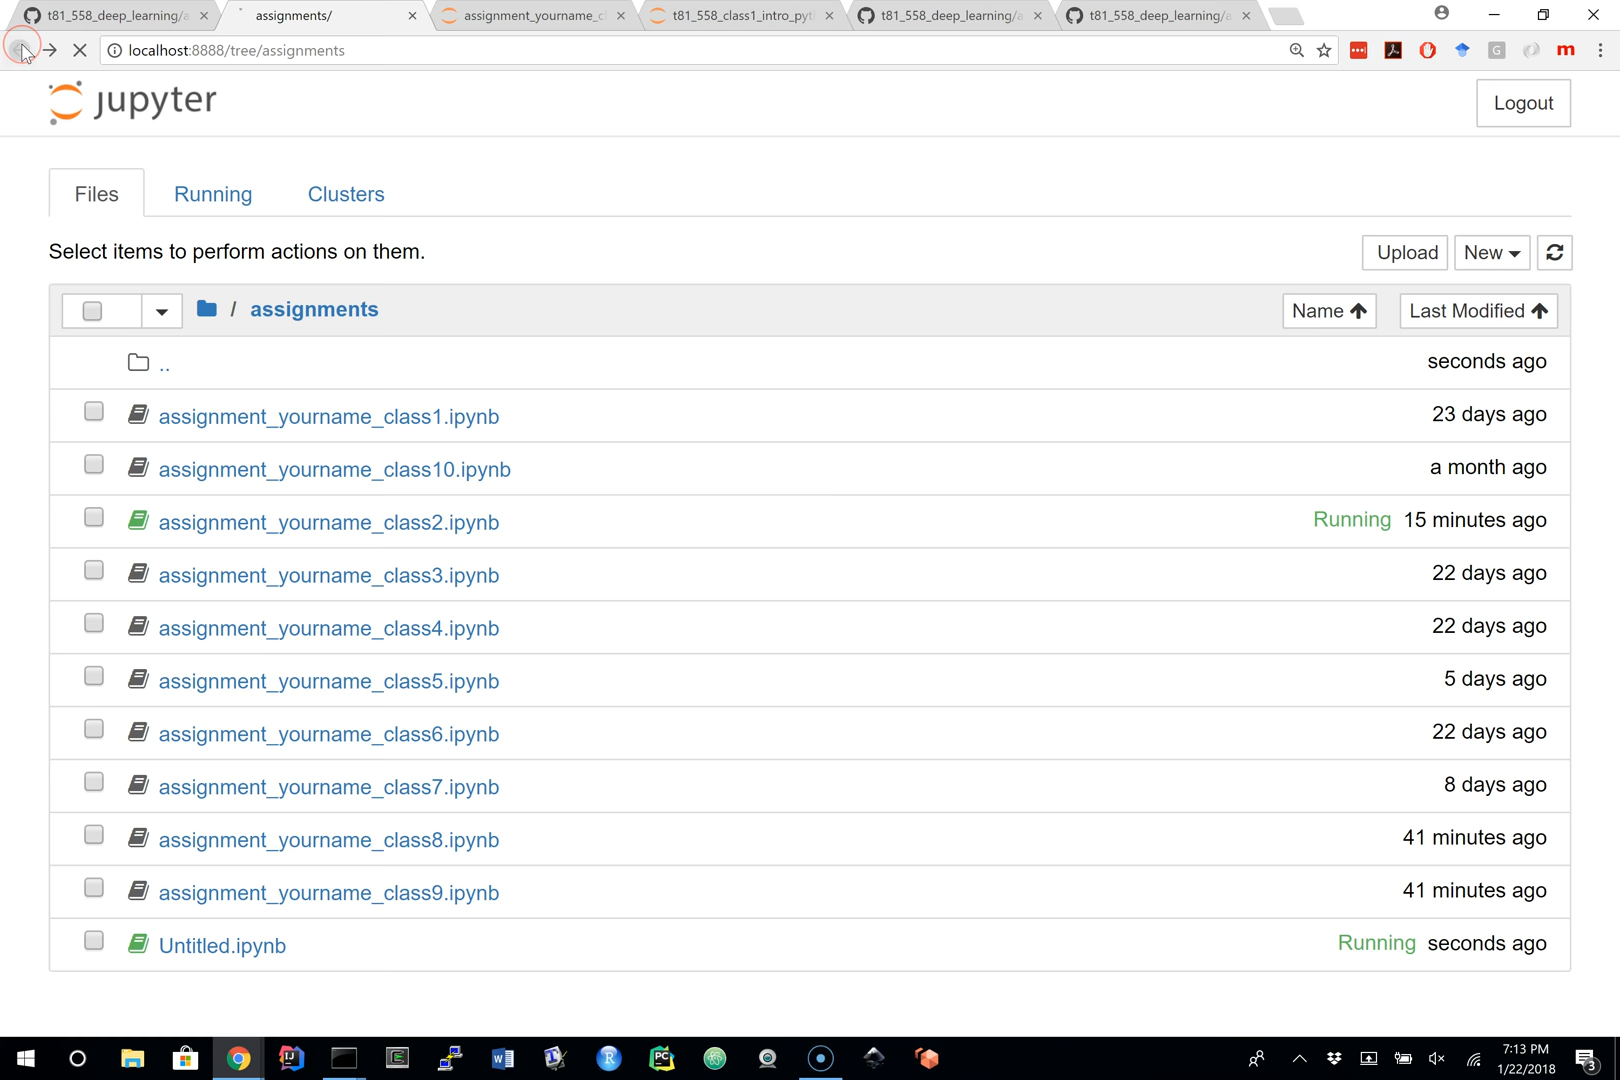 t81_558_deep_learning/a
assignments/
assignment_yourname_c
t81_558_class1_intro_pyt
t81_558_deep_learning/a
t81_558_deep_learning/a
localhost:8888/tree/assignments
G
m
jupyter
Logout
Files
Running
Clusters
Select items to perform actions on them.
Upload
New
/ assignments
Name
Last Modified
..
seconds ago
assignment_yourname_class1.ipynb
23 days ago
assignment_yourname_class10.ipynb
a month ago
assignment_yourname_class2.ipynb
Running 15 minutes ago
assignment_yourname_class3.ipynb
22 days ago
assignment_yourname_class4.ipynb
22 days ago
assignment_yourname_class5.ipynb
5 days ago
assignment_yourname_class6.ipynb
22 days ago
assignment_yourname_class7.ipynb
8 days ago
assignment_yourname_class8.ipynb
41 minutes ago
assignment_yourname_class9.ipynb
41 minutes ago
Untitled.ipynb
Running seconds ago
IJ
W
R
PC
7:13 PM
1/22/2018
3